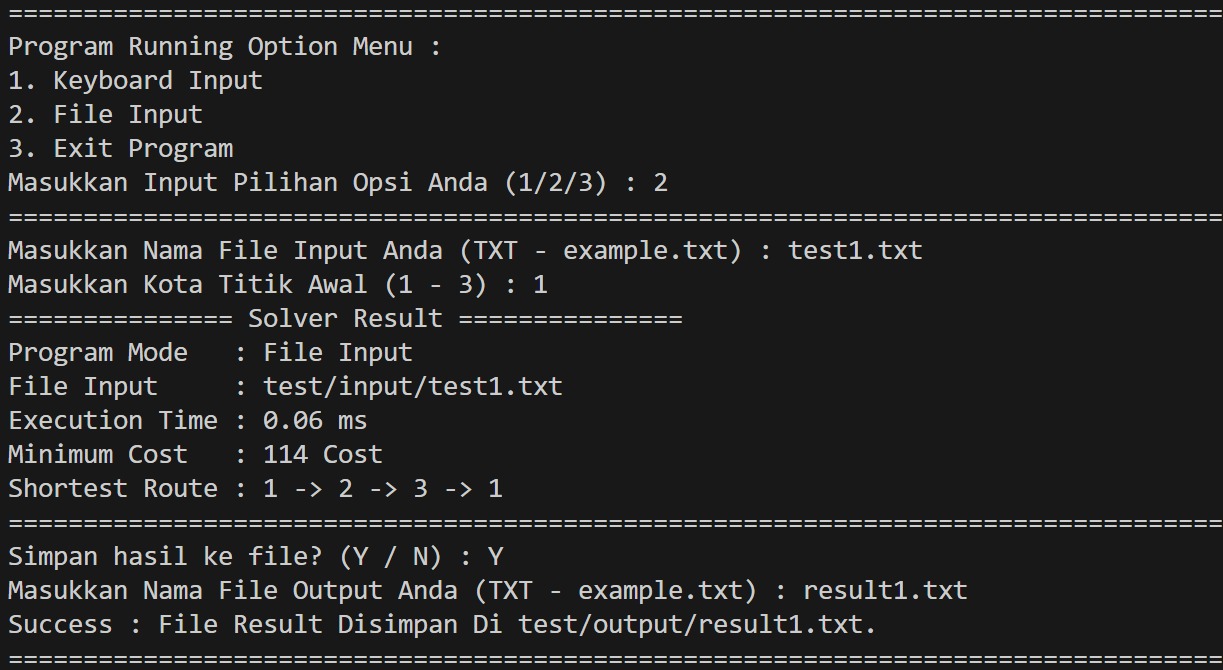 =================================================================================
Program Running Option Menu :
1. Keyboard Input
2. File Input
3. Exit Program
Masukkan Input Pilihan Opsi Anda (1/2/3) : 2
=================================================================================
Masukkan Nama File Input Anda (TXT - example.txt) : test1.txt
Masukkan Kota Titik Awal (1 - 3) : 1
=============== Solver Result ===============
Program Mode   : File Input
File Input     : test/input/test1.txt
Execution Time : 0.06 ms
Minimum Cost   : 114 Cost
Shortest Route : 1 -> 2 -> 3 -> 1
=================================================================================
Simpan hasil ke file? (Y / N) : Y
Masukkan Nama File Output Anda (TXT - example.txt) : result1.txt
Success : File Result Disimpan Di test/output/result1.txt.
=================================================================================